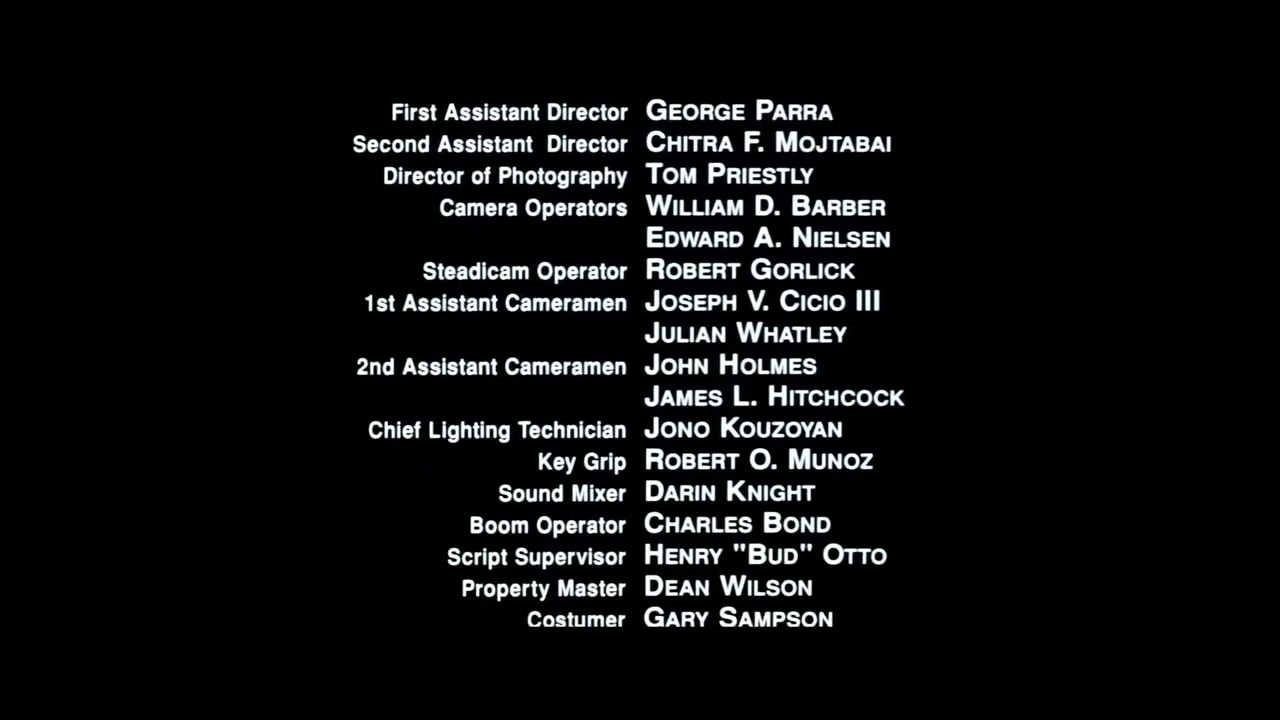 First Assistant Director GEORGE PARRA
Second Assistant Director CHITRA F. MOJTABAI
Director of Photography TOM PRIESTLY
Camera Operators WILLIAM D. BARBER
EDWARD A. NIELSEN
Steadicam Operator ROBERT GORLICK
1st Assistant Cameramen JOSEPH V. CICIO III
JULIAN WHATLEY
2nd Assistant Cameramen JOHN HOLMES
JAMES L. HITCHCOCK
Chief Lighting Technician JONO KOUZOYAN
Key Grip ROBERT O. MUNOZ
Sound Mixer DARIN KNIGHT
Boom Operator CHARLES BOND
Script Supervisor HENRY "BUD" OTTO
Property Master DEAN WILSON
Costumer GARY SAMPSON